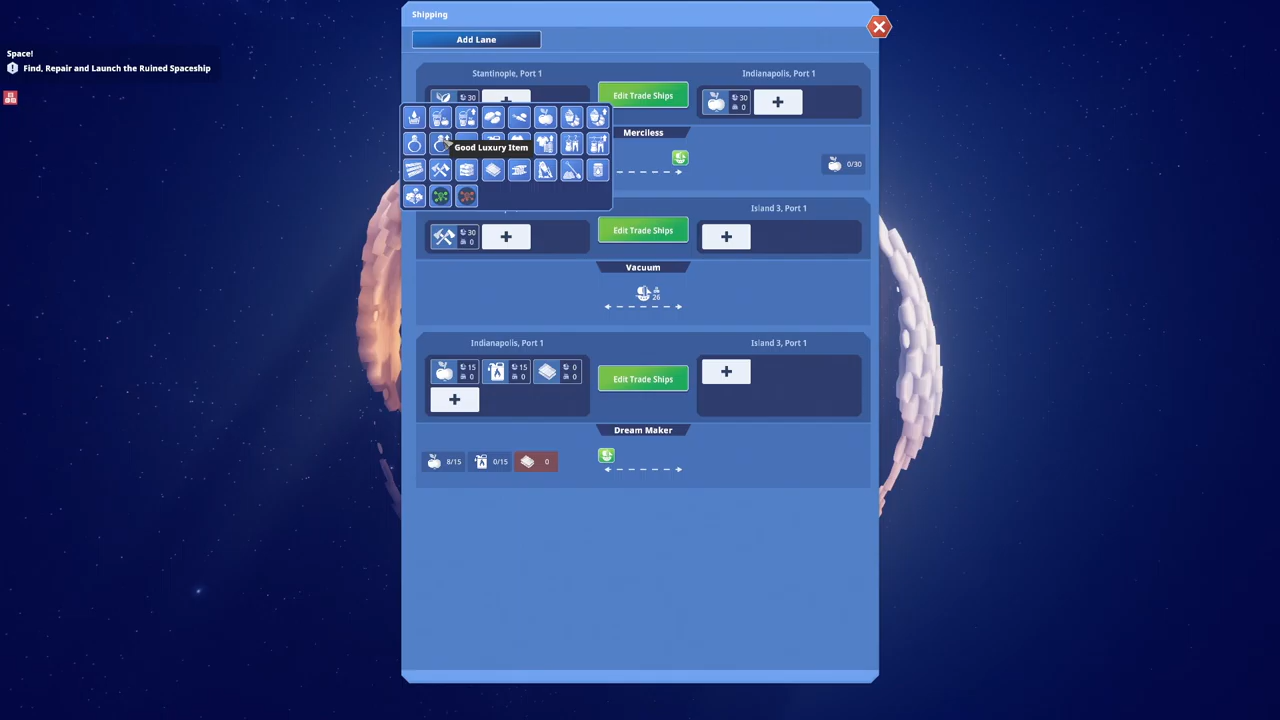 Shipping
Add Lane
Space!
Find, Repair and Launch the Ruined Spaceship
Stantinople, Port 1
Edit Trade Ships
Indianapolis, Port 1
30
30
0
Merciless
Good Luxury Item
0/30
Island 3, Port 1
30
0
Edit Trade Ships
Vacuum
26
Indianapolis, Port 1
Island 3, Port 1
15
0
15
0
0
0
Edit Trade Ships
Dream Maker
8/15
0/15
0